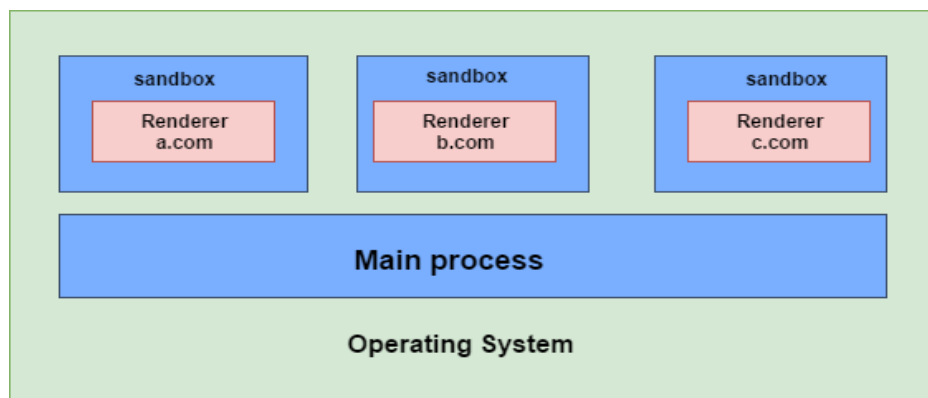 sandbox
Renderer
a.com
sandbox
Renderer
b.com
sandbox
Renderer
c.com
Main process
Operating System